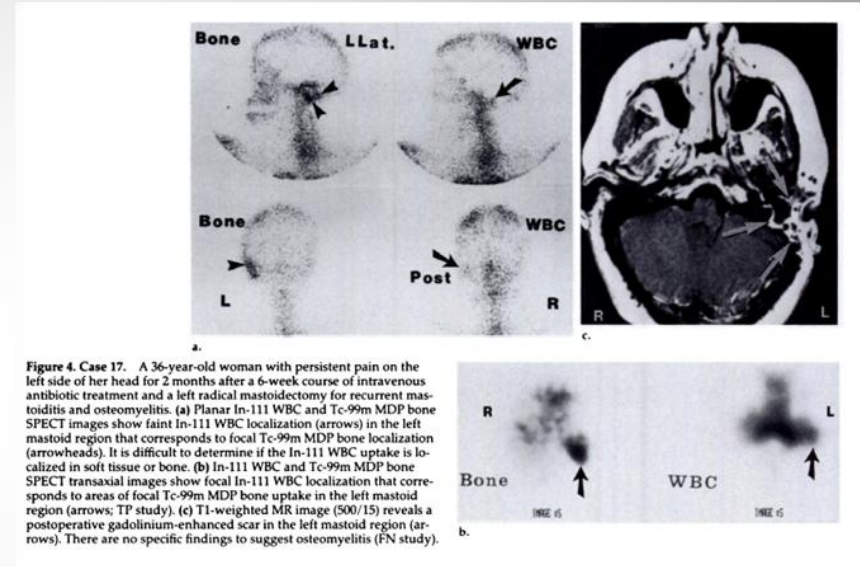 Bone
L Lat.
WBC
Bone
WBC
Post
L
R
a.
R
L
c.
Figure 4. Case 17. A 36-year-old woman with persistent pain on the
left side of her head for 2 months after a 6-week course of intravenous
antibiotic treatment and a left radical mastoidectomy for recurrent mas-
toiditis and osteomyelitis. (a) Planar In-111 WBC and Tc-99m MDP bone
SPECT images show faint In-111 WBC localization (arrows) in the left
mastoid region that corresponds to focal Tc-99m MDP bone localization
(arrowheads). It is difficult to determine if the In-111 WBC uptake is lo-
calized in soft tissue or bone. (b) In-111 WBC and Tc-99m MDP bone
SPECT transaxial images show focal In-111 WBC localization that corre-
sponds to areas of focal Tc-99m MDP bone uptake in the left mastoid
region (arrows; TP study). (c) T1-weighted MR image (500/15) reveals a
postoperative gadolinium-enhanced scar in the left mastoid region (ar-
rows). There are no specific findings to suggest osteomyelitis (FN study).
R
L
Bone
WBC
IMAGE 15
IMAGE 15
b.